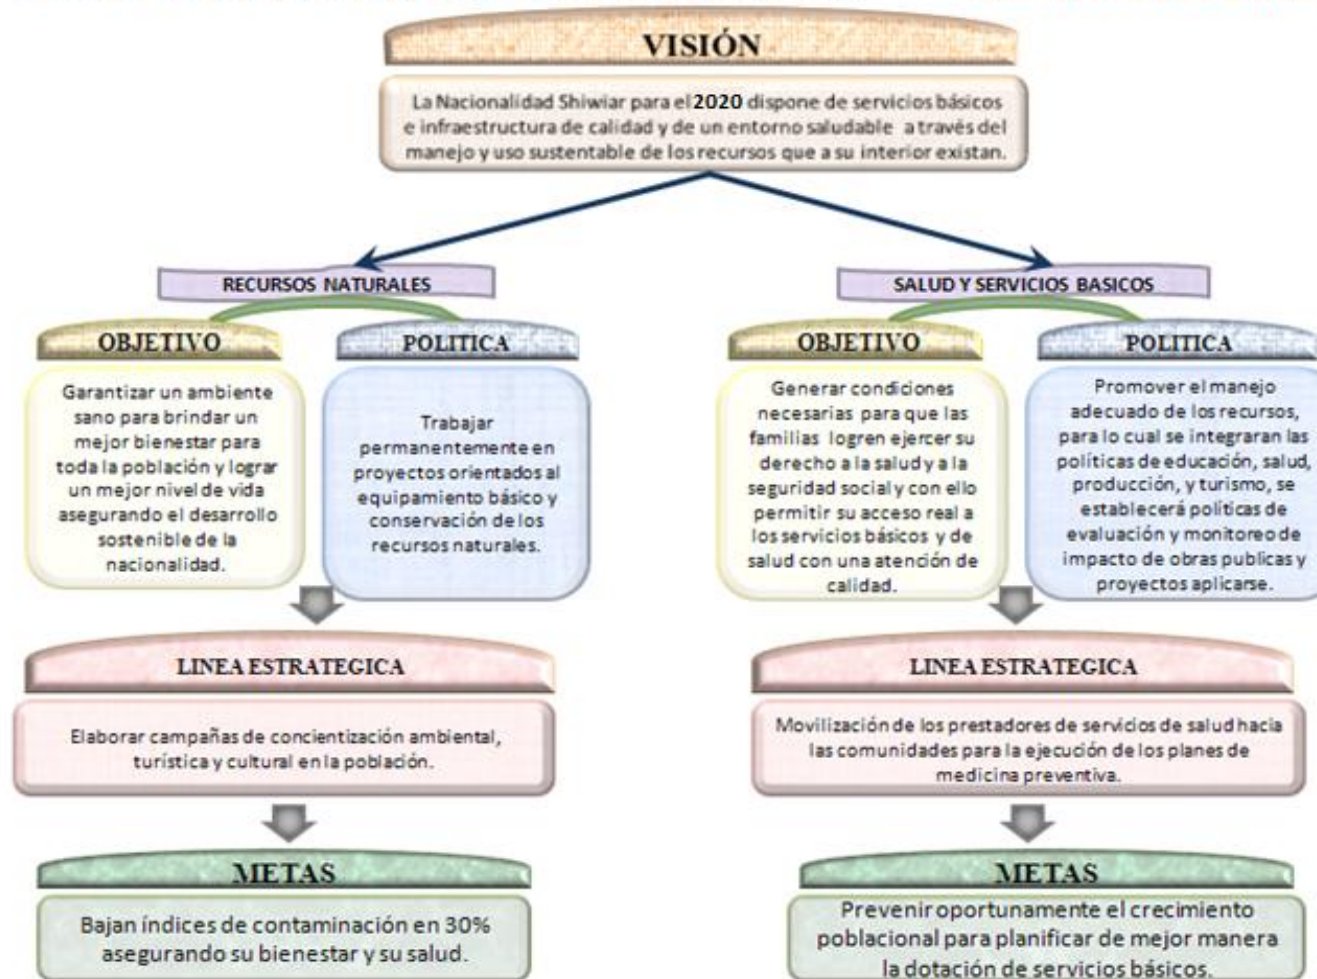 VISIÓN
La Nacionalidad Shiwiar para el 2020 dispone de servicios básicos
e infraestructura de calidad y de un entorno saludable a través del
manejo y uso sustentable de los recursos que a su interior existan.
RECURSOS NATURALES
OBJETIVO
Garantizar un ambiente
sano para brindar un
mejor bienestar para
toda la población y lograr
un mejor nivel de vida
asegurando el desarrollo
sostenible de la
nacionalidad.
POLITICA
Trabajar
permanentemente en
proyectos orientados al
equipamiento básico y
conservación de los
recursos naturales.
LINEA ESTRATEGICA
Elaborar campañas de concientización ambiental,
turística y cultural en la población.
METAS
Bajan índices de contaminación en 30%
asegurando su bienestar y su salud.
SALUD Y SERVICIOS BASICOS
OBJETIVO
Generar condiciones
necesarias para que las
familias logren ejercer su
derecho a la salud y a la
seguridad social y con ello
permitir su acceso real a
los servicios básicos y de
salud con una atención de
calidad.
POLITICA
Promover el manejo
adecuado de los recursos,
para lo cual se integraran las
políticas de educación, salud,
producción, y turismo, se
establecerá políticas de
evaluación y monitoreo de
impacto de obras publicas y
proyectos aplicarse.
LINEA ESTRATEGICA
Movilización de los prestadores de servicios de salud hacia
las comunidades para la ejecución de los planes de
medicina preventiva.
METAS
Prevenir oportunamente el crecimiento
poblacional para planificar de mejor manera
la dotación de servicios básicos.